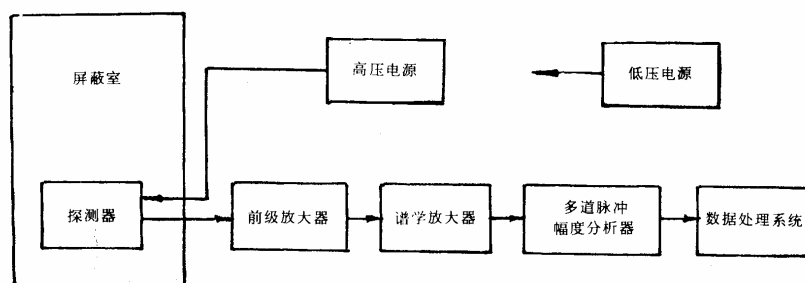 屏蔽室
高压电源
低压电源
探测器
前级放大器
谱学放大器
多道脉冲
幅度分析器
数据处理系统